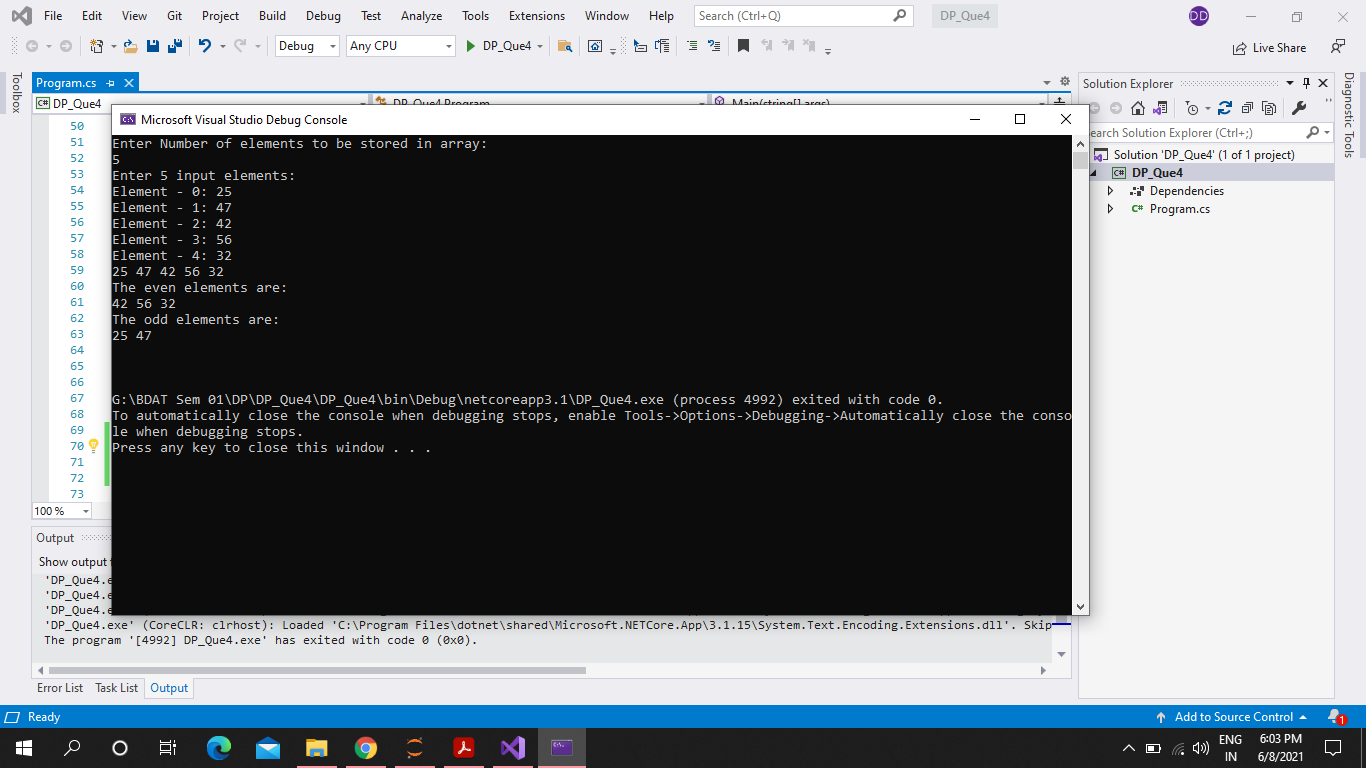 File Edit View Git Project Build Debug Test Analyze Tools Extensions Window Help Search (Ctrl+Q) DP_Que4 DD
Debug Any CPU DP_Que4 Live Share
Toolbox
Program.cs
Solution Explorer
Diagnostic Tools
C# DP_Que4 DP_Que4.Program Main(string[] args)
Microsoft Visual Studio Debug Console
Search Solution Explorer (Ctrl+;)
Solution 'DP_Que4' (1 of 1 project)
C# DP_Que4
Dependencies
C# Program.cs
50
51
52
53
54
55
56
57
58
59
60
61
62
63
64
65
66
67
68
69
70
71
72
73
Enter Number of elements to be stored in array:
5
Enter 5 input elements:
Element - 0: 25
Element - 1: 47
Element - 2: 42
Element - 3: 56
Element - 4: 32
25 47 42 56 32
The even elements are:
42 56 32
The odd elements are:
25 47
G:\BDAT Sem 01\DP\DP_Que4\DP_Que4\bin\Debug\netcoreapp3.1\DP_Que4.exe (process 4992) exited with code 0.
To automatically close the console when debugging stops, enable Tools->Options->Debugging->Automatically close the conso
le when debugging stops.
Press any key to close this window . . .
100 %
Output
Show output
'DP_Que4.e
'DP_Que4.e
'DP_Que4.e
'DP_Que4.exe' (CoreCLR: clrhost): Loaded 'C:\Program Files\dotnet\shared\Microsoft.NETCore.App\3.1.15\System.Text.Encoding.Extensions.dll'. Skip
The program '[4992] DP_Que4.exe' has exited with code 0 (0x0).
Error List Task List Output
Ready Add to Source Control 1
ENG
IN
6:03 PM
6/8/2021